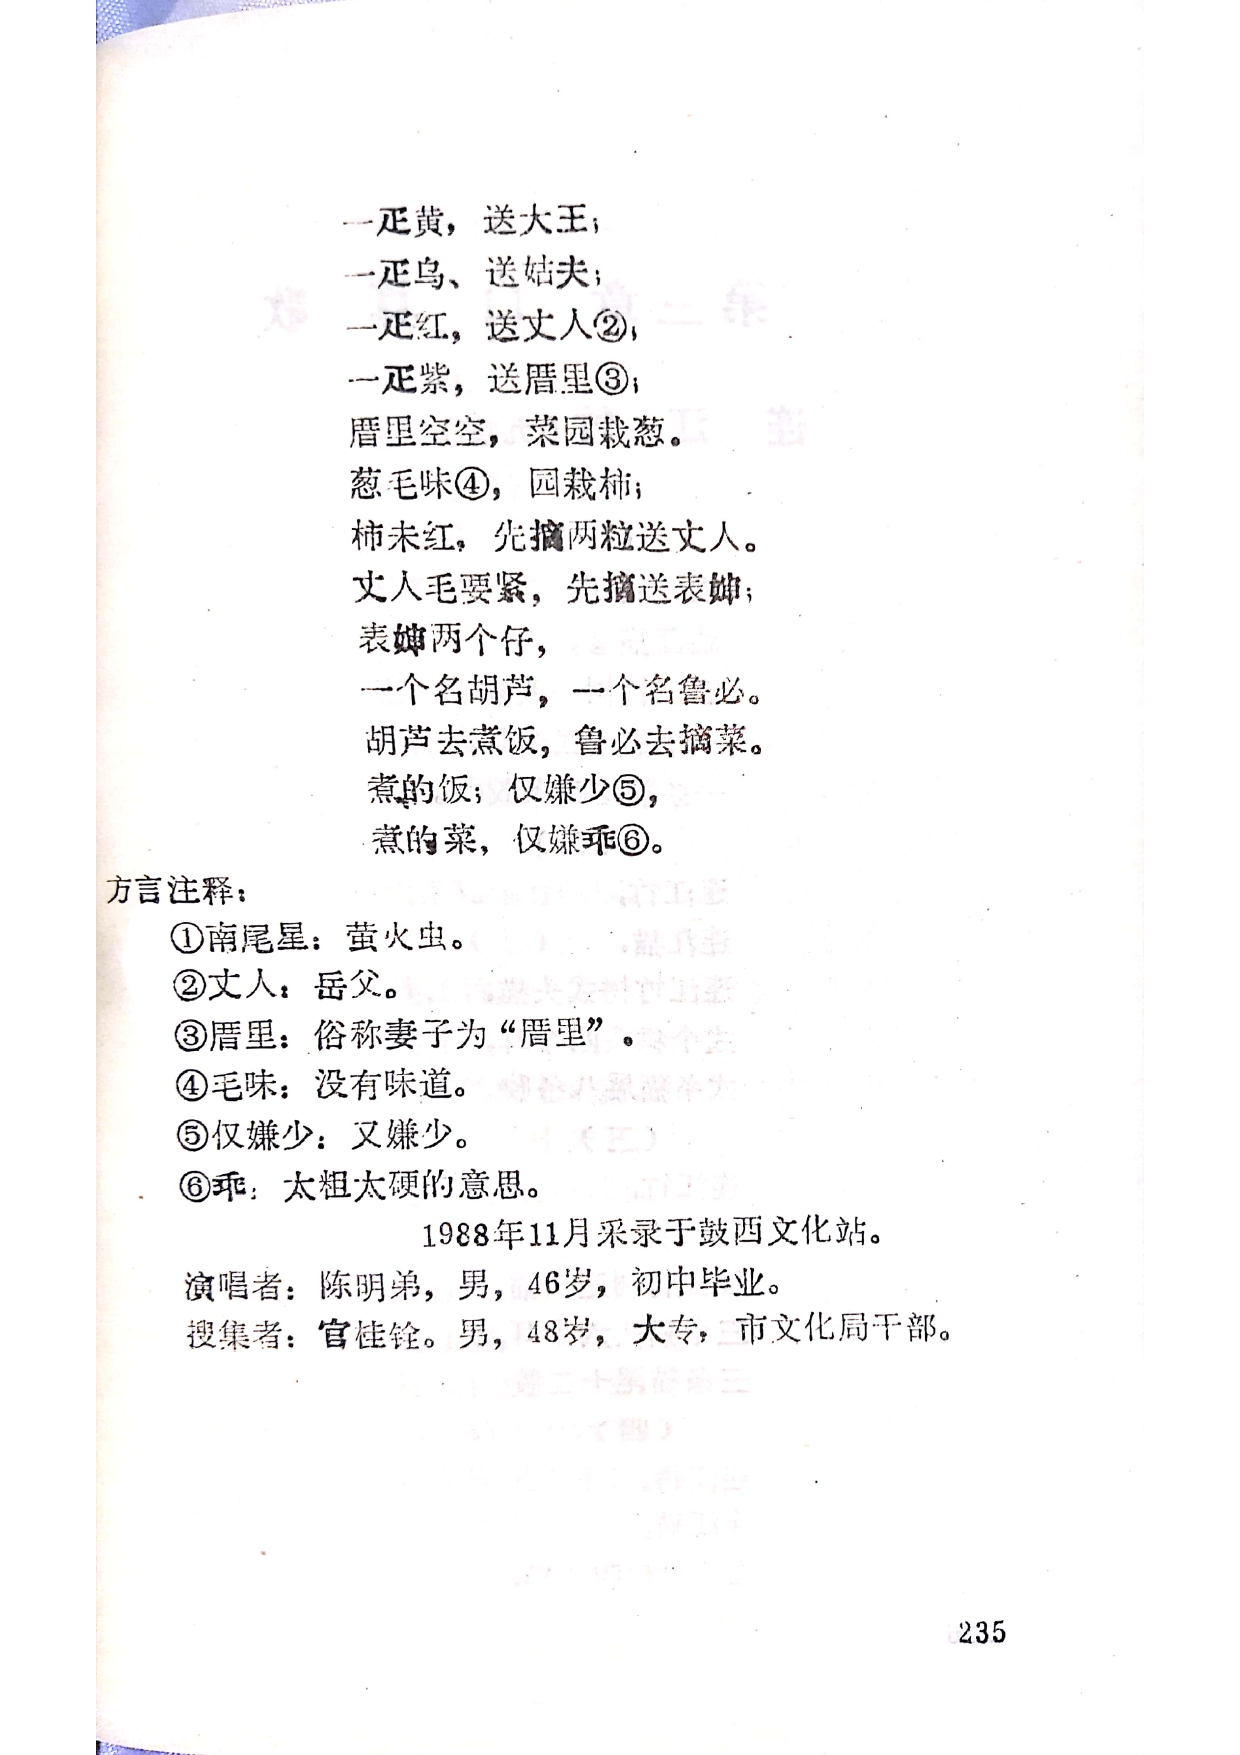 一疋黄，送大王；
一疋乌、送姑夫；
一疋红，送丈人②；
一疋紫，送厝里③；
厝里空空，菜园栽葱。
葱毛味④，园栽柿；
柿未红，先摘两粒送丈人。
丈人毛要紧，先摘送表婶；
表婶两个仔，
一个名胡芦，一个名鲁必。
胡芦去煮饭，鲁必去摘菜。
煮的饭；仅嫌少⑤，
煮的菜，仅嫌乖⑥。
方言注释：
①南尾星：萤火虫。
②丈人：岳父。
③厝里：俗称妻子为“厝里”。
④毛味：没有味道。
⑤仅嫌少：又嫌少。
⑥乖：太粗太硬的意思。
1988年11月采录于鼓西文化站。
演唱者：陈明弟，男，46岁，初中毕业。
搜集者：官桂铨。男，48岁，大专，市文化局干部。
235